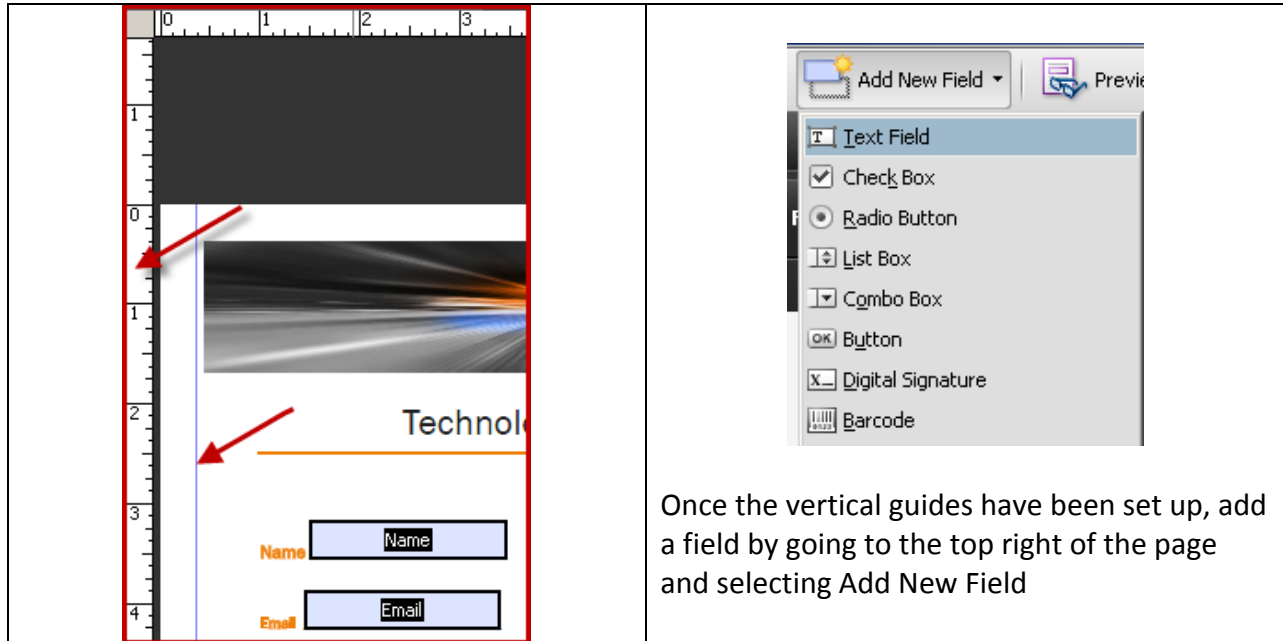 0 1 2 3
1
0
1
2
3
4
Technol
Name Name
Email Email
Add New Field Previe
Text Field
Check Box
Radio Button
List Box
Combo Box
OK Button
Digital Signature
Barcode
Once the vertical guides have been set up, add
a field by going to the top right of the page
and selecting Add New Field